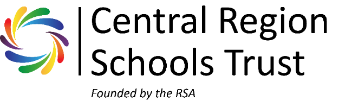 Central Region
Schools Trust
Founded by the RSA